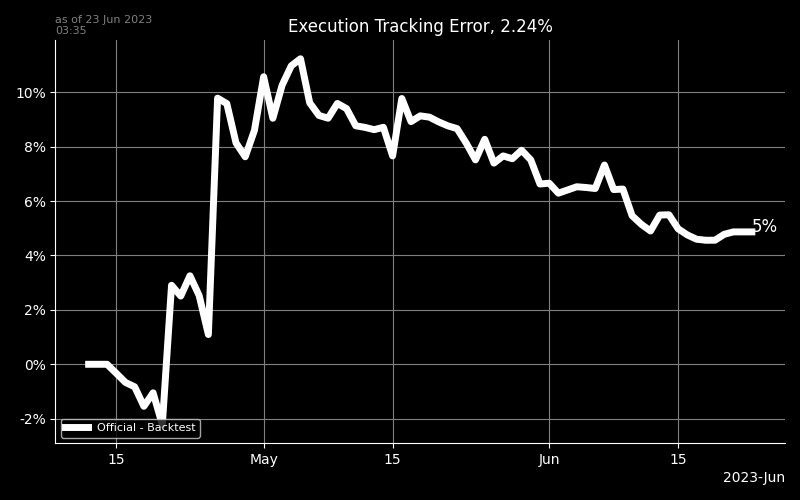 as of 23 Jun 2023
03:35
Execution Tracking Error, 2.24%
10%
8%
6%
4%
2%
0%
-2%
5%
Official - Backtest
15
May
15
Jun
15
2023-Jun